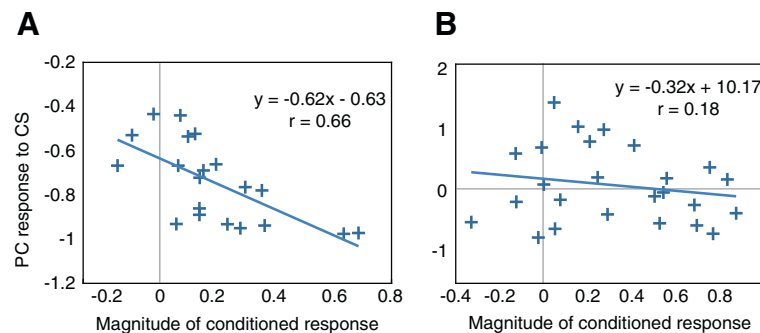 A
-0.2
-0.4
-0.6
-0.8
-1
-1.2
PC response to CS
y = -0.62x - 0.63
r = 0.66
-0.2 0 0.2 0.4 0.6 0.8
Magnitude of conditioned response
B
2
1
0
-1
y = -0.32x + 10.17
r = 0.18
-0.4 -0.2 0 0.2 0.4 0.6 0.8
Magnitude of conditioned response